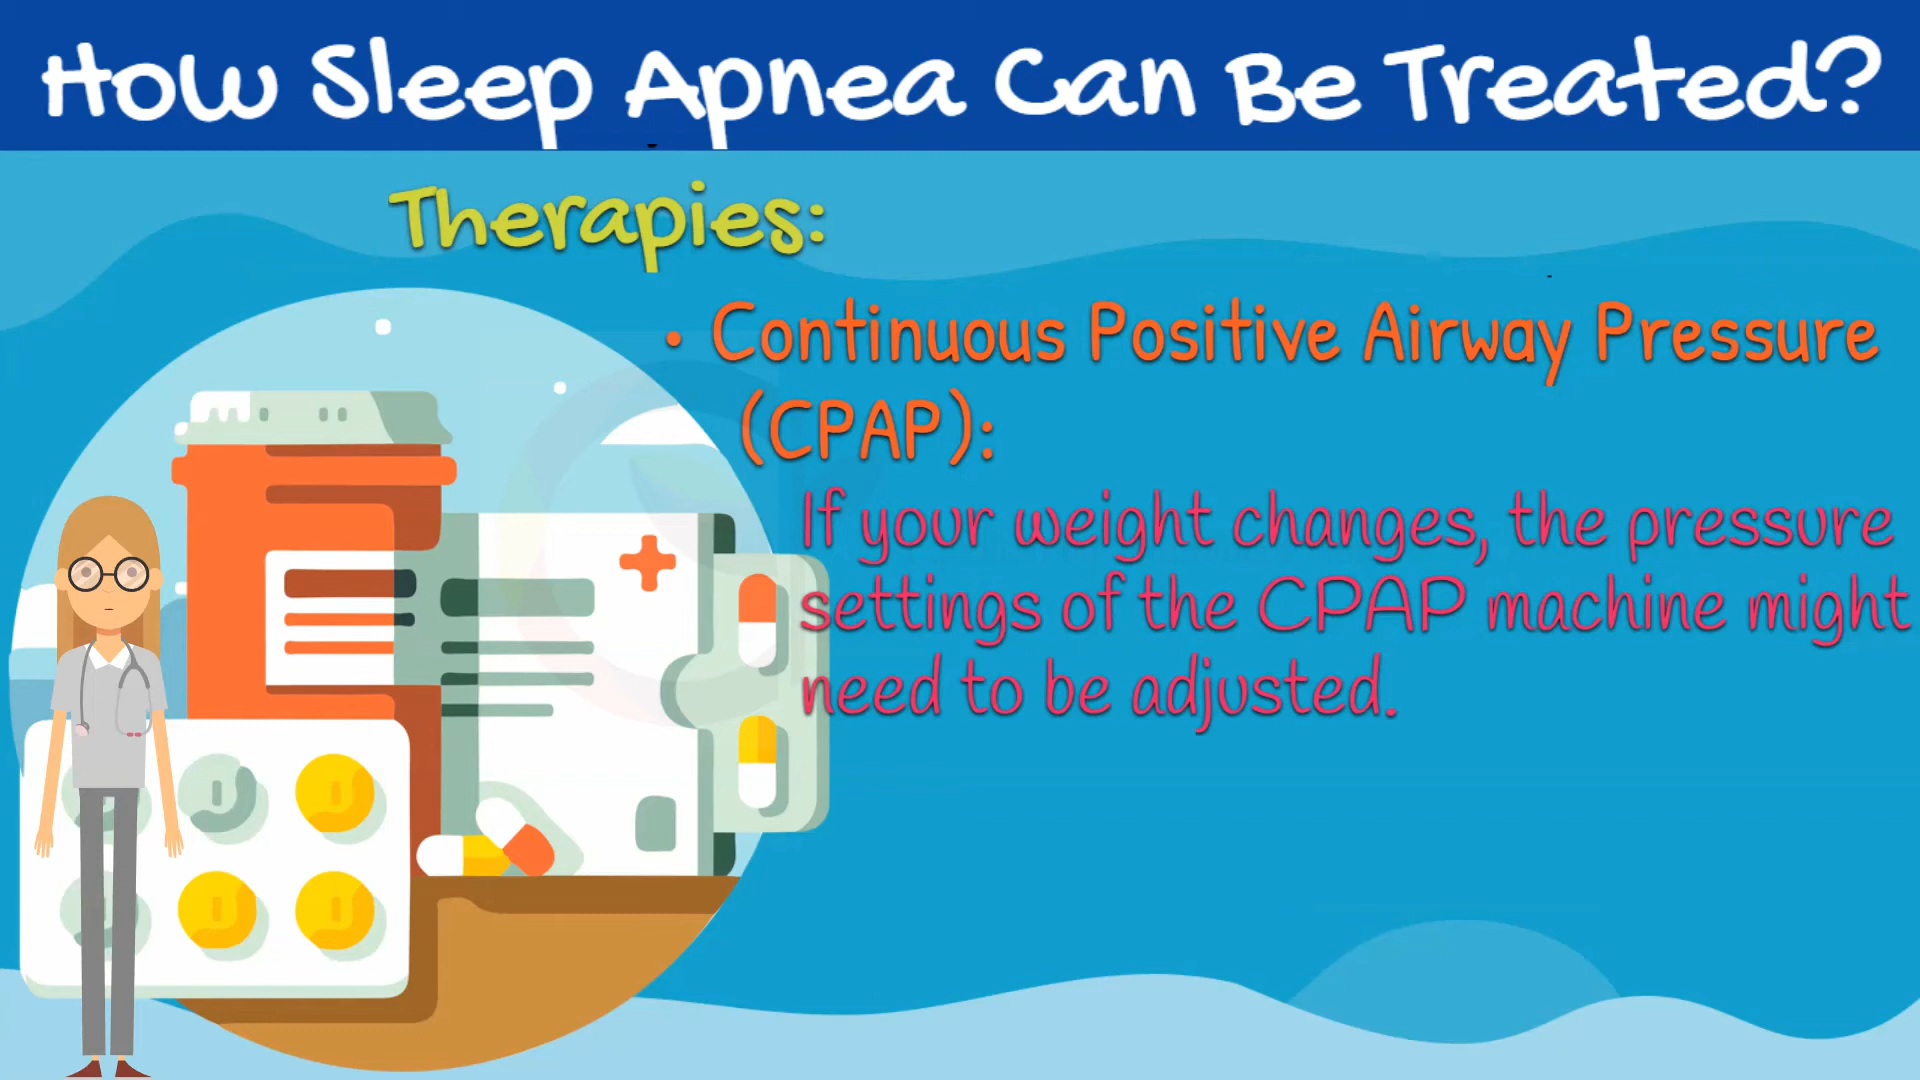 How Sleep Apnea Can Be Treated?
Therapies:
• Continuous Positive Airway Pressure
(CPAP):
If your weight changes, the pressure
settings of the CPAP machine might
need to be adjusted.